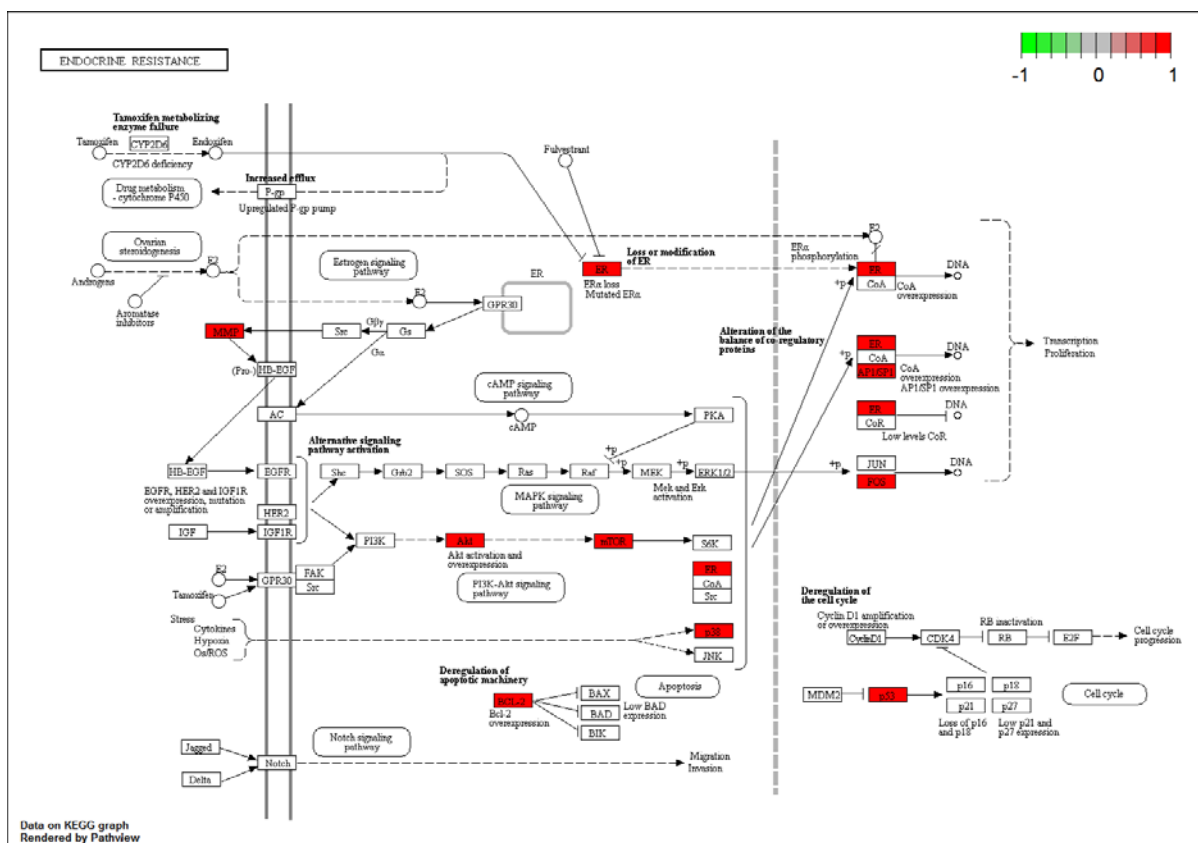 ENDOCRINE RESISTANCE
-1 0 1
Tamoxifen metabolizing
enzyme failure
Tamoxifen
CYP2D6
Endoxifen
CYP2D6 deficiency
Fulvestrant
Increased efflux
Drug metabolism
- cytochrome P450
P-gp
Upregulated P-gp pump
Ovarian
steroidogenesis
E2
Androgens
Aromatase
inhibitors
Estrogen signaling
pathway
E2
ER
GPR30
ER
Loss or modification
of ER
ERα loss
Mutated ERα
E2
ERα
phosphorylation
+p
ER
CoA
DNA
CoA
overexpression
MMP
Src
Gβγ
Gs
Gα
(Pro-)
HB-EGF
Alteration of the
balance of co-regulatory
proteins
+p
ER
CoA
AP1/SP1
DNA
CoA
overexpression
AP1/SP1 overexpression
Transcription
Proliferation
AC
cAMP signaling
pathway
cAMP
PKA
ER
CoR
DNA
Low levels CoR
Alternative signaling
pathway activation
HB-EGF
EGFR
Shc
Grb2
SOS
Ras
Raf
+p
+p
MEK
+p
ERK1/2
+p
JUN
FOS
DNA
EGFR, HER2 and IGF1R
overexpression, mutation
or amplification
HER2
MAPK signaling
pathway
Mek and Erk
activation
IGF
IGF1R
PI3K
Akt
mTOR
S6K
Akt activation and
overexpression
E2
Tamoxifen
GPR30
FAK
Src
PI3K-Akt signaling
pathway
ER
CoA
Src
Stress
Cytokines
Hypoxia
Os/ROS
p38
JNK
Deregulation of
the cell cycle
Cyclin D1 amplification
or overexpression
RB inactivation
CyclinD1
CDK4
RB
E2F
Cell cycle
progression
Deregulation of
apoptotic machinery
Apoptosis
BCL-2
Bcl-2
overexpression
BAX
BAD
BIK
Low BAD
expression
MDM2
p53
p16
p18
p21
p27
Loss of p16
and p18
Low p21 and
p27 expression
Cell cycle
Jagged
Delta
Notch
Notch signaling
pathway
Migration
Invasion
Data on KEGG graph
Rendered by Pathview